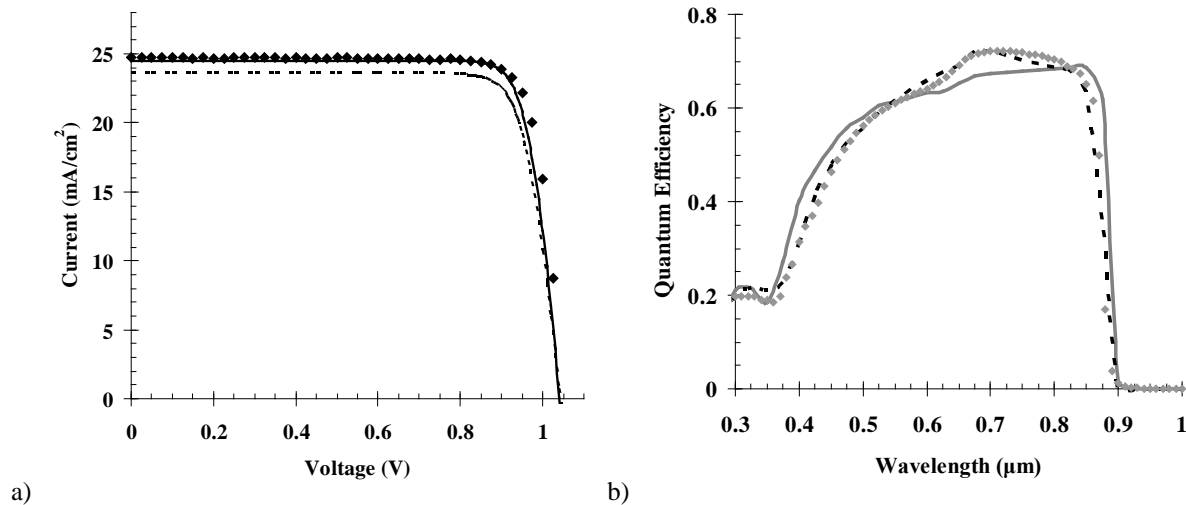 25
20
15
10
5
0
Current (mA/cm²)
0 0.2 0.4 0.6 0.8 1
Voltage (V)
a)
0.8
0.6
0.4
0.2
0
Quantum Efficiency
0.3 0.4 0.5 0.6 0.7 0.8 0.9 1
Wavelength (µm)
b)